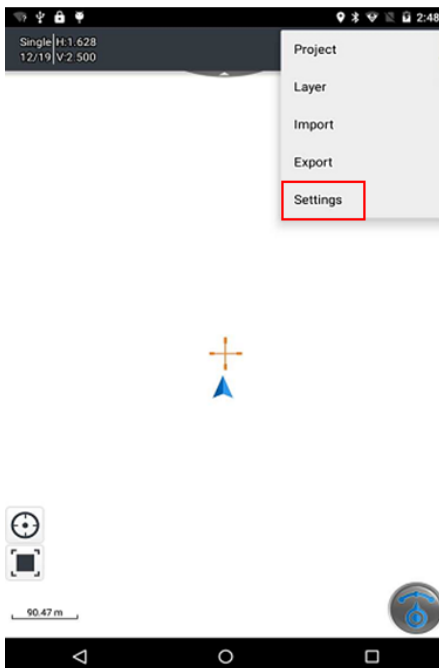 2:48
Single H:1.628
12/19 V:2.500
Project
Layer
Import
Export
Settings
90.47 m